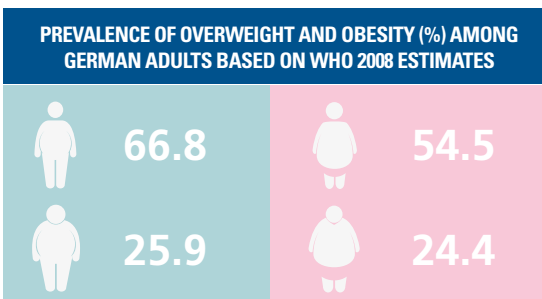 PREVALENCE OF OVERWEIGHT AND OBESITY (%) AMONG
GERMAN ADULTS BASED ON WHO 2008 ESTIMATES
66.8 54.5
25.9 24.4